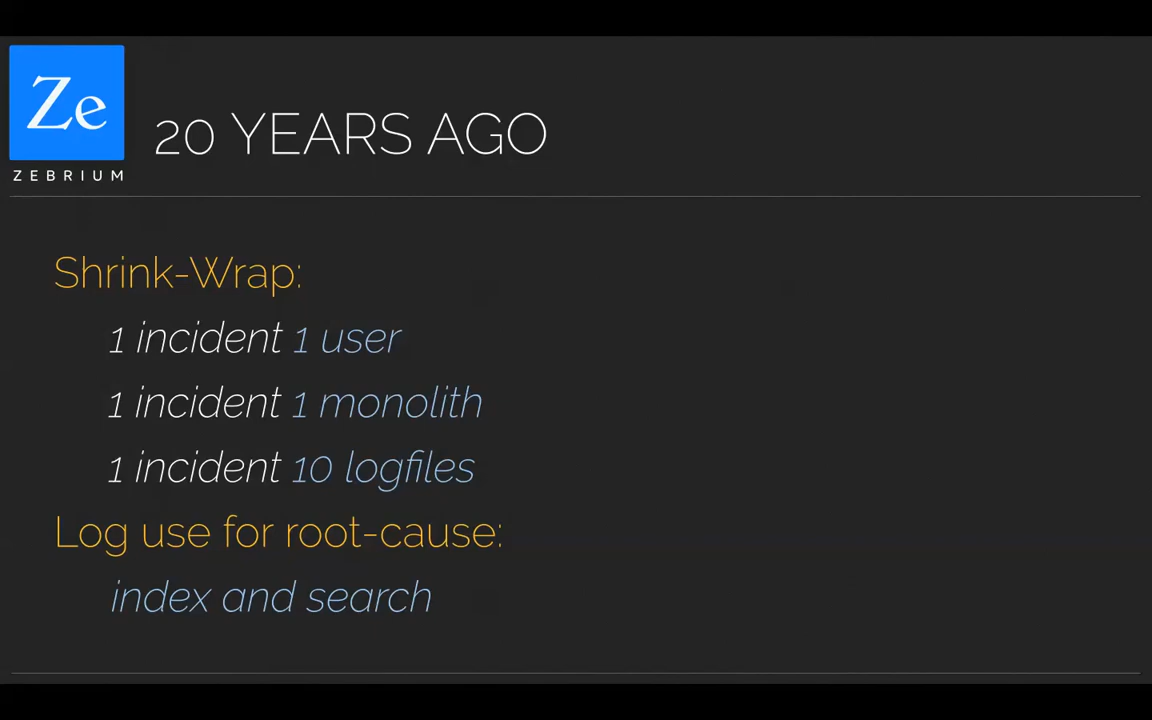 Ze
ZEBRIUM
20 YEARS AGO
Shrink-Wrap:
1 incident 1 user
1 incident 1 monolith
1 incident 10 logfiles
Log use for root-cause:
index and search